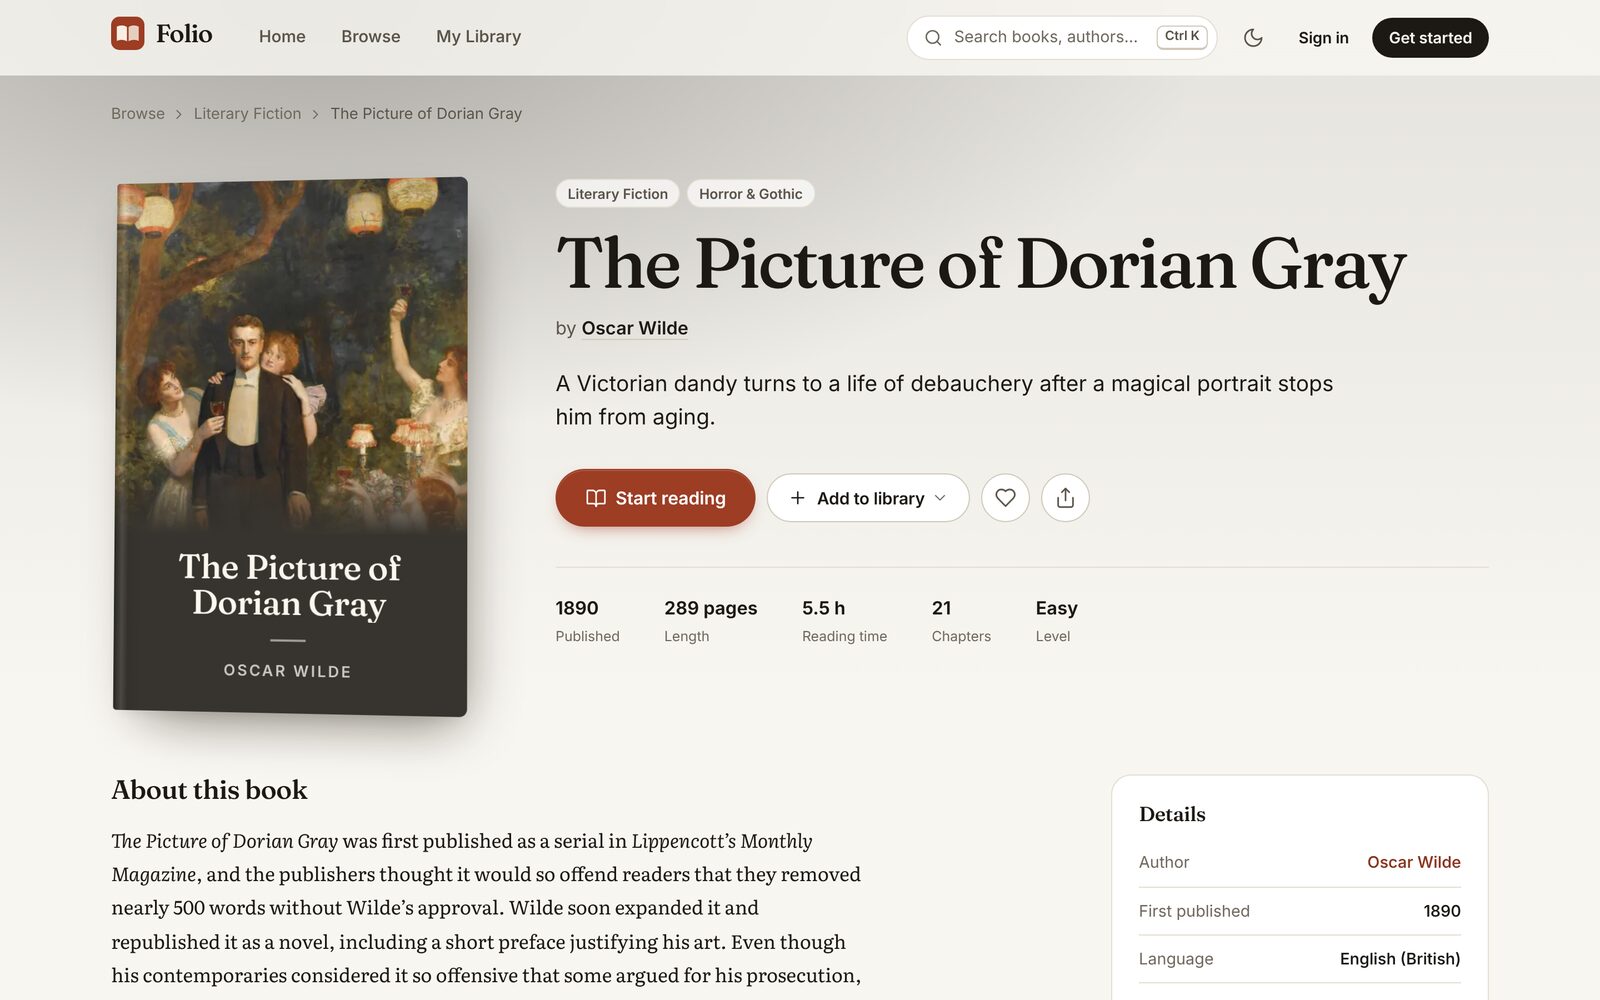 Folio
Home
Browse
My Library
Search books, authors...
Ctrl K
Sign in
Get started
Browse > Literary Fiction > The Picture of Dorian Gray
The Picture of
Dorian Gray
OSCAR WILDE
Literary Fiction
Horror & Gothic
The Picture of Dorian Gray
by Oscar Wilde
A Victorian dandy turns to a life of debauchery after a magical portrait stops
him from aging.
Start reading
Add to library
1890
Published
289 pages
Length
5.5 h
Reading time
21
Chapters
Easy
Level
About this book
The Picture of Dorian Gray was first published as a serial in Lippencott’s Monthly
Magazine, and the publishers thought it would so offend readers that they removed
nearly 500 words without Wilde’s approval. Wilde soon expanded it and
republished it as a novel, including a short preface justifying his art. Even though
his contemporaries considered it so offensive that some argued for his prosecution,
Details
Author
Oscar Wilde
First published
1890
Language
English (British)